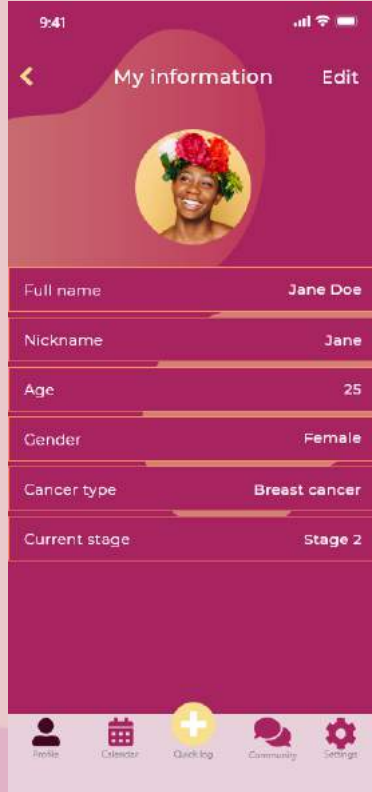 9:41
My information Edit
Full name Jane Doe
Nickname Jane
Age 25
Gender Female
Cancer type Breast cancer
Current stage Stage 2
Profile Calendar Quick log Community Settings